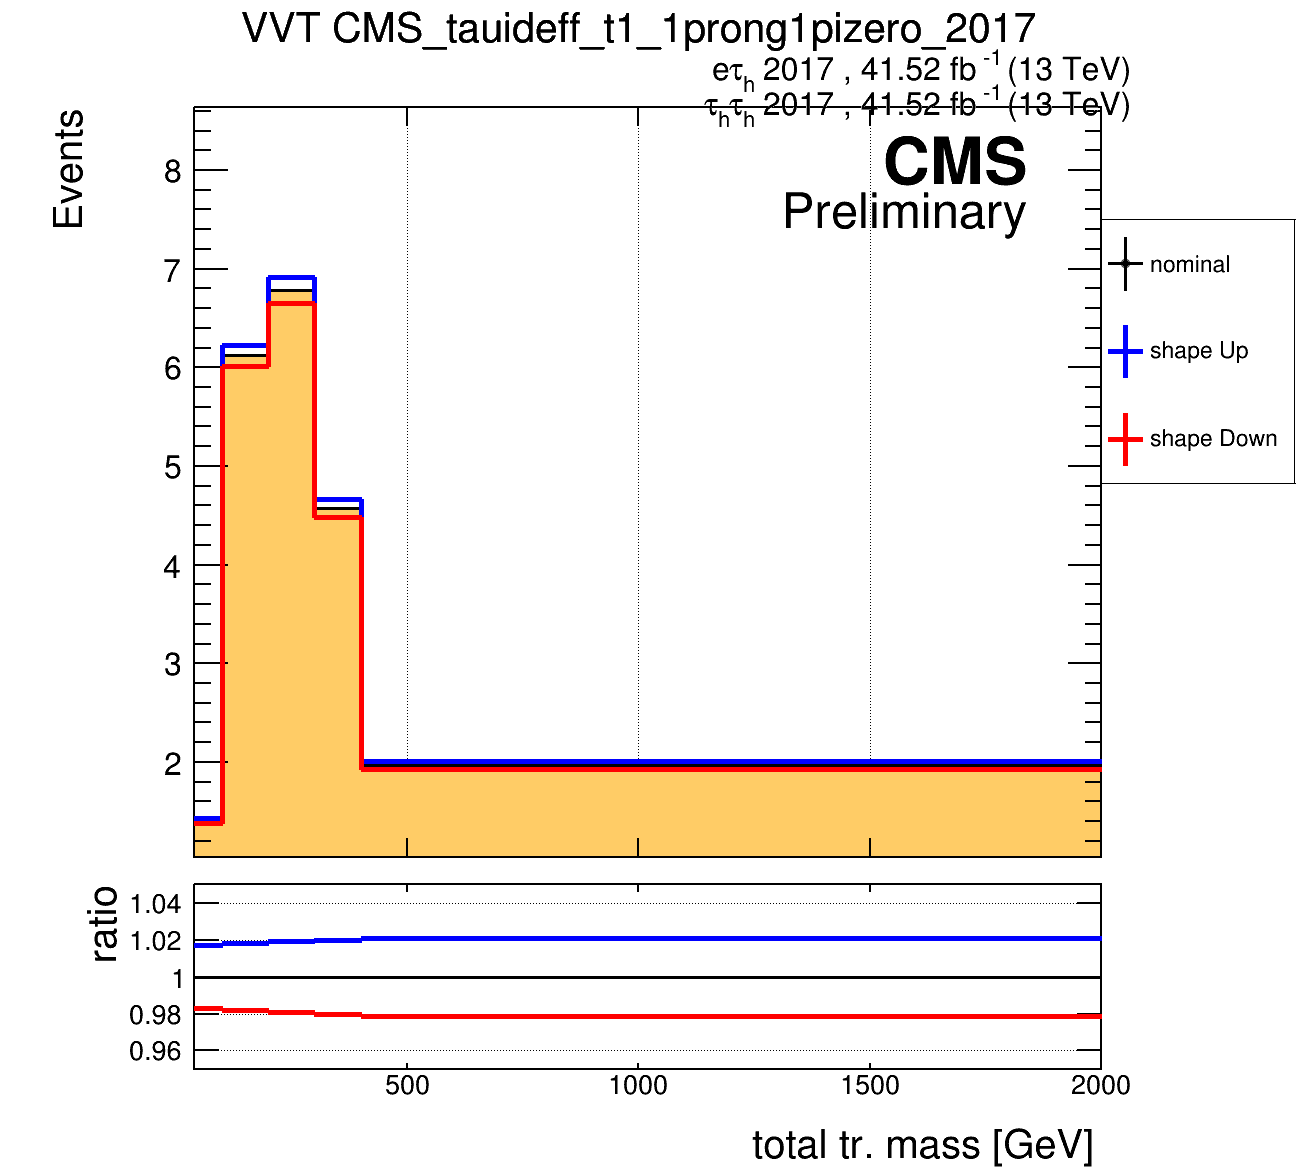 VVT CMS_tauideff_t1_1prong1pizero_2017
eτh 2017 , 41.52 fb -1 (13 TeV)
τhτh 2017 , 41.52 fb -1 (13 TeV)
CMS
Preliminary
Events
8
7
6
5
4
3
2
nominal
shape Up
shape Down
ratio
1.04
1.02
1
0.98
0.96
500 1000 1500 2000
total tr. mass [GeV]